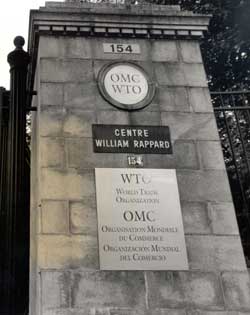 154
OMC
WTO
CENTRE
WILLIAM RAPPARD
154
WTO
WORLD TRADE
ORGANIZATION
OMC
ORGANISATION MONDIALE
DU COMMERCE
ORGANIZACIÓN MUNDIAL
DEL COMERCIO